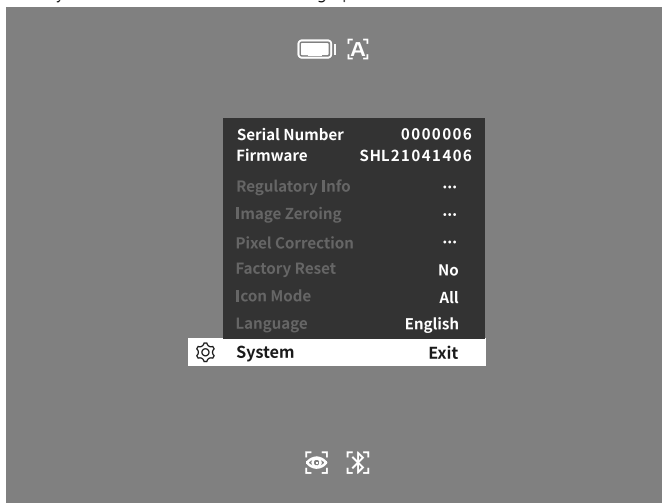 [A]
Serial Number 0000006
Firmware SHL21041406
Regulatory Info ...
Image Zeroing ...
Pixel Correction ...
Factory Reset No
Icon Mode All
Language English
System Exit